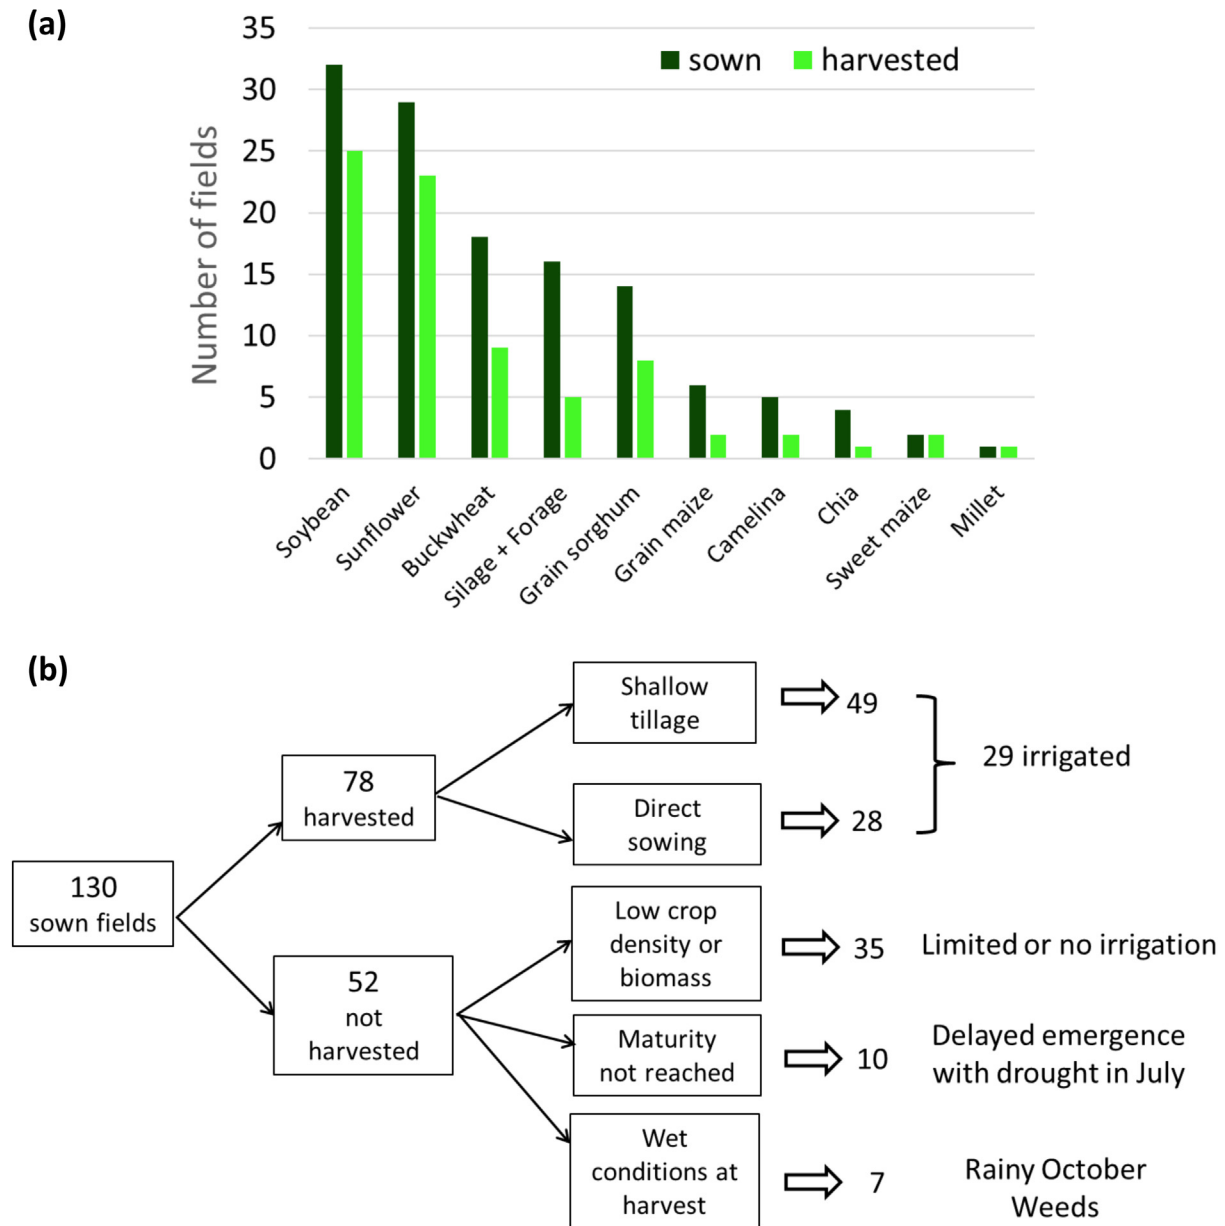 (a)
35
30
25
20
15
10
5
0
Number of fields
sown
harvested
Soybean
Sunflower
Buckwheat
Silage + Forage
Grain sorghum
Grain maize
Camelina
Chia
Sweet maize
Millet
(b)
130
sown fields
78
harvested
52
not
harvested
Shallow
tillage
49
Direct
sowing
28
29 irrigated
Low crop
density or
biomass
35
Limited or no irrigation
Maturity
not reached
10
Delayed emergence
with drought in July
Wet
conditions at
harvest
7
Rainy October
Weeds